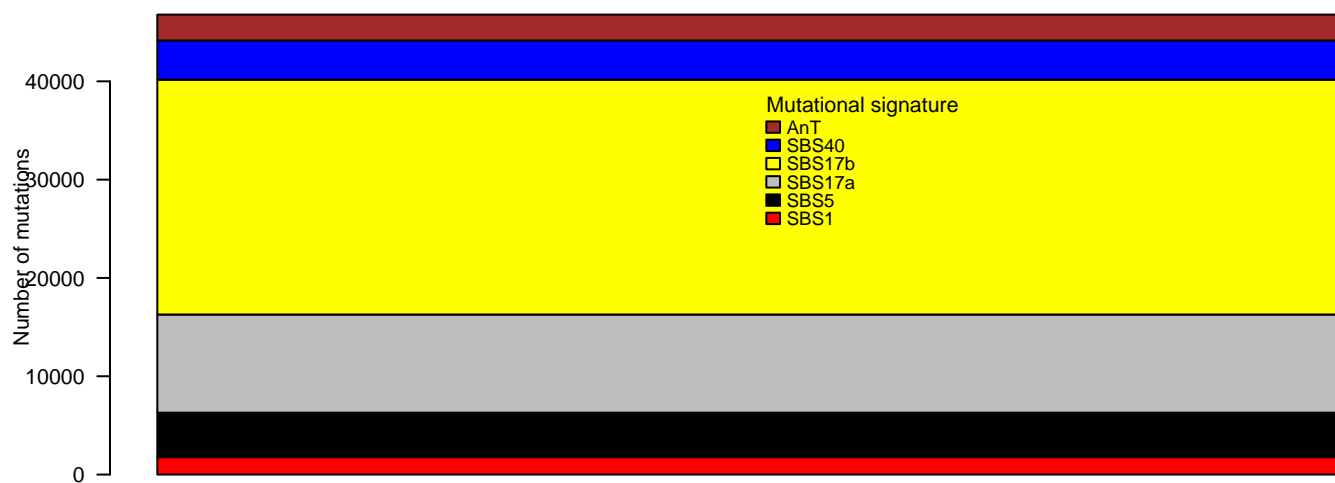 Number of mutations
40000
30000
20000
10000
0
Mutational signature
AnT
SBS40
SBS17b
SBS17a
SBS5
SBS1